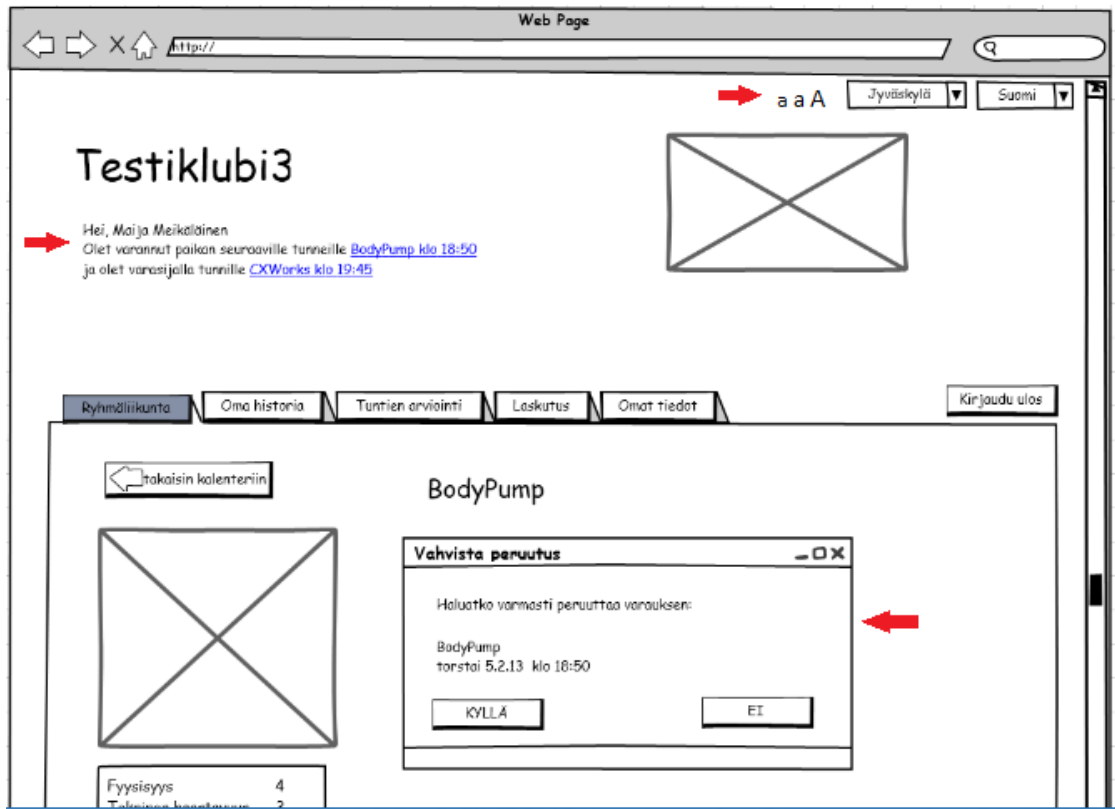 Web Page
http://
a a A
Jyväskylä
Suomi
Testiklubi3
Hei, Maija Meikäläinen
Olet varannut paikan seuraaville tunneille BodyPump klo 18:50
ja olet varasijalla tunnille CXWorks klo 19:45
Ryhmäliikunta
Oma historia
Tuntien arviointi
Laskutus
Omat tiedot
Kirjaudu ulos
takaisin kalenteriin
BodyPump
Vahvista peruutus
Haluatko varmasti peruuttaa varauksen:
BodyPump
torstai 5.2.13 klo 18:50
KYLLÄ
EI
Fyysisyys 4